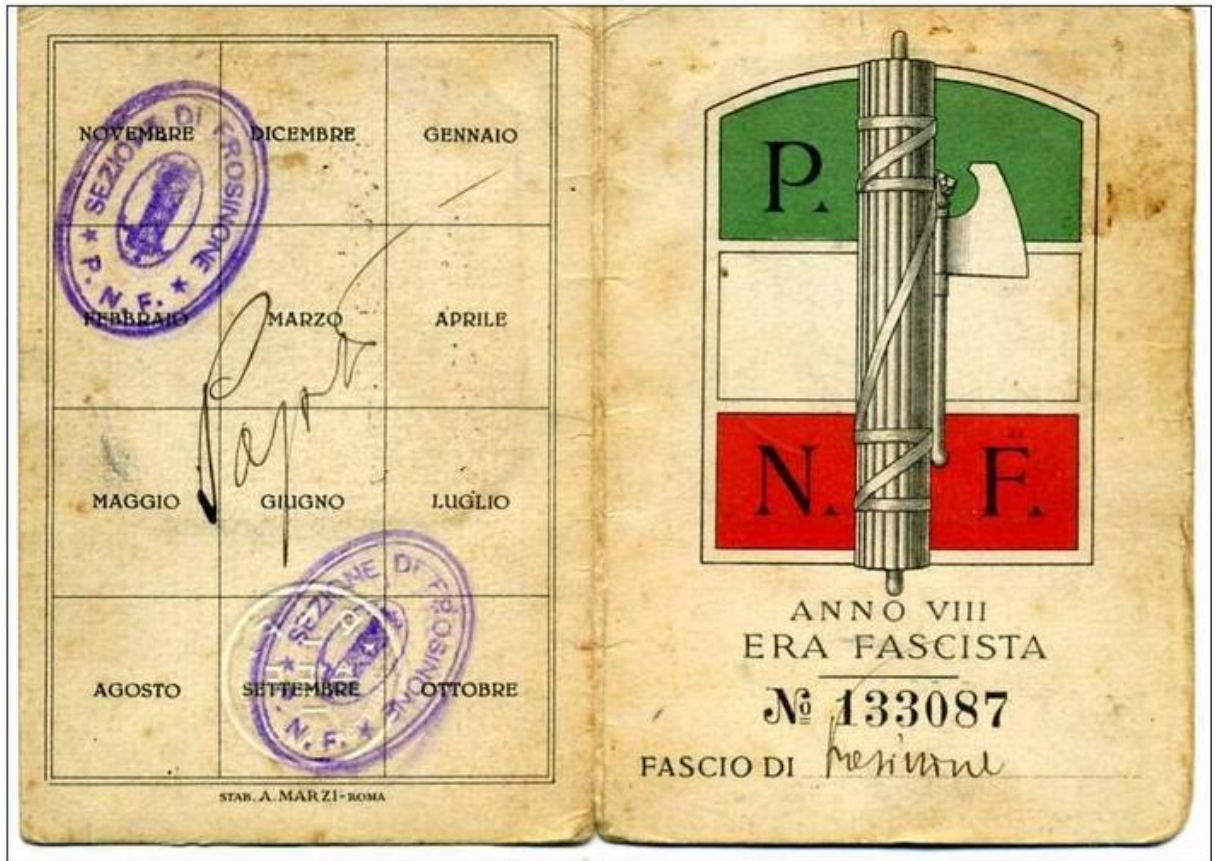 NOVEMBRE DICEMBRE GENNAIO
FEBBRAIO MARZO APRILE
MAGGIO GIUGNO LUGLIO
AGOSTO SETTEMBRE OTTOBRE
★ SEZIONE DI FROSINONE ★
P. N. F.
Pagato
★ SEZIONE DI FROSINONE ★
P. N. F.
STAB. A. MARZI-ROMA
P.
N. F.
ANNO VIII
ERA FASCISTA
Nº 133087
FASCIO DI Frosinone